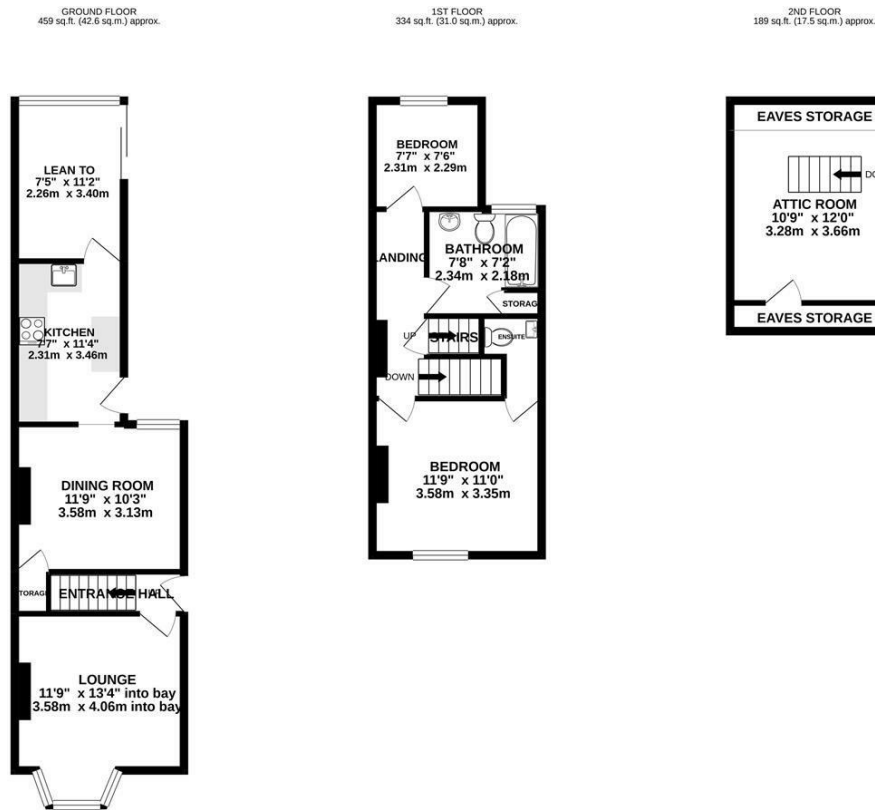 GROUND FLOOR
459 sq.ft. (42.6 sq.m.) approx.
1ST FLOOR
334 sq.ft. (31.0 sq.m.) approx.
2ND FLOOR
189 sq.ft. (17.5 sq.m.) approx.
LEAN TO
7'5" x 11'2"
2.26m x 3.40m
KITCHEN
7'7" x 11'4"
2.31m x 3.46m
DINING ROOM
11'9" x 10'3"
3.58m x 3.13m
TORAGE
ENTRANSE HALL
LOUNGE
11'9" x 13'4" into bay
3.58m x 4.06m into bay
BEDROOM
7'7" x 7'6"
2.31m x 2.29m
LANDING
BATHROOM
7'8" x 7'2"
2.34m x 2.18m
STORAG
UP
STAIRS
ENSUITE
DOWN
BEDROOM
11'9" x 11'0"
3.58m x 3.35m
EAVES STORAGE
DO
ATTIC ROOM
10'9" x 12'0"
3.28m x 3.66m
EAVES STORAGE